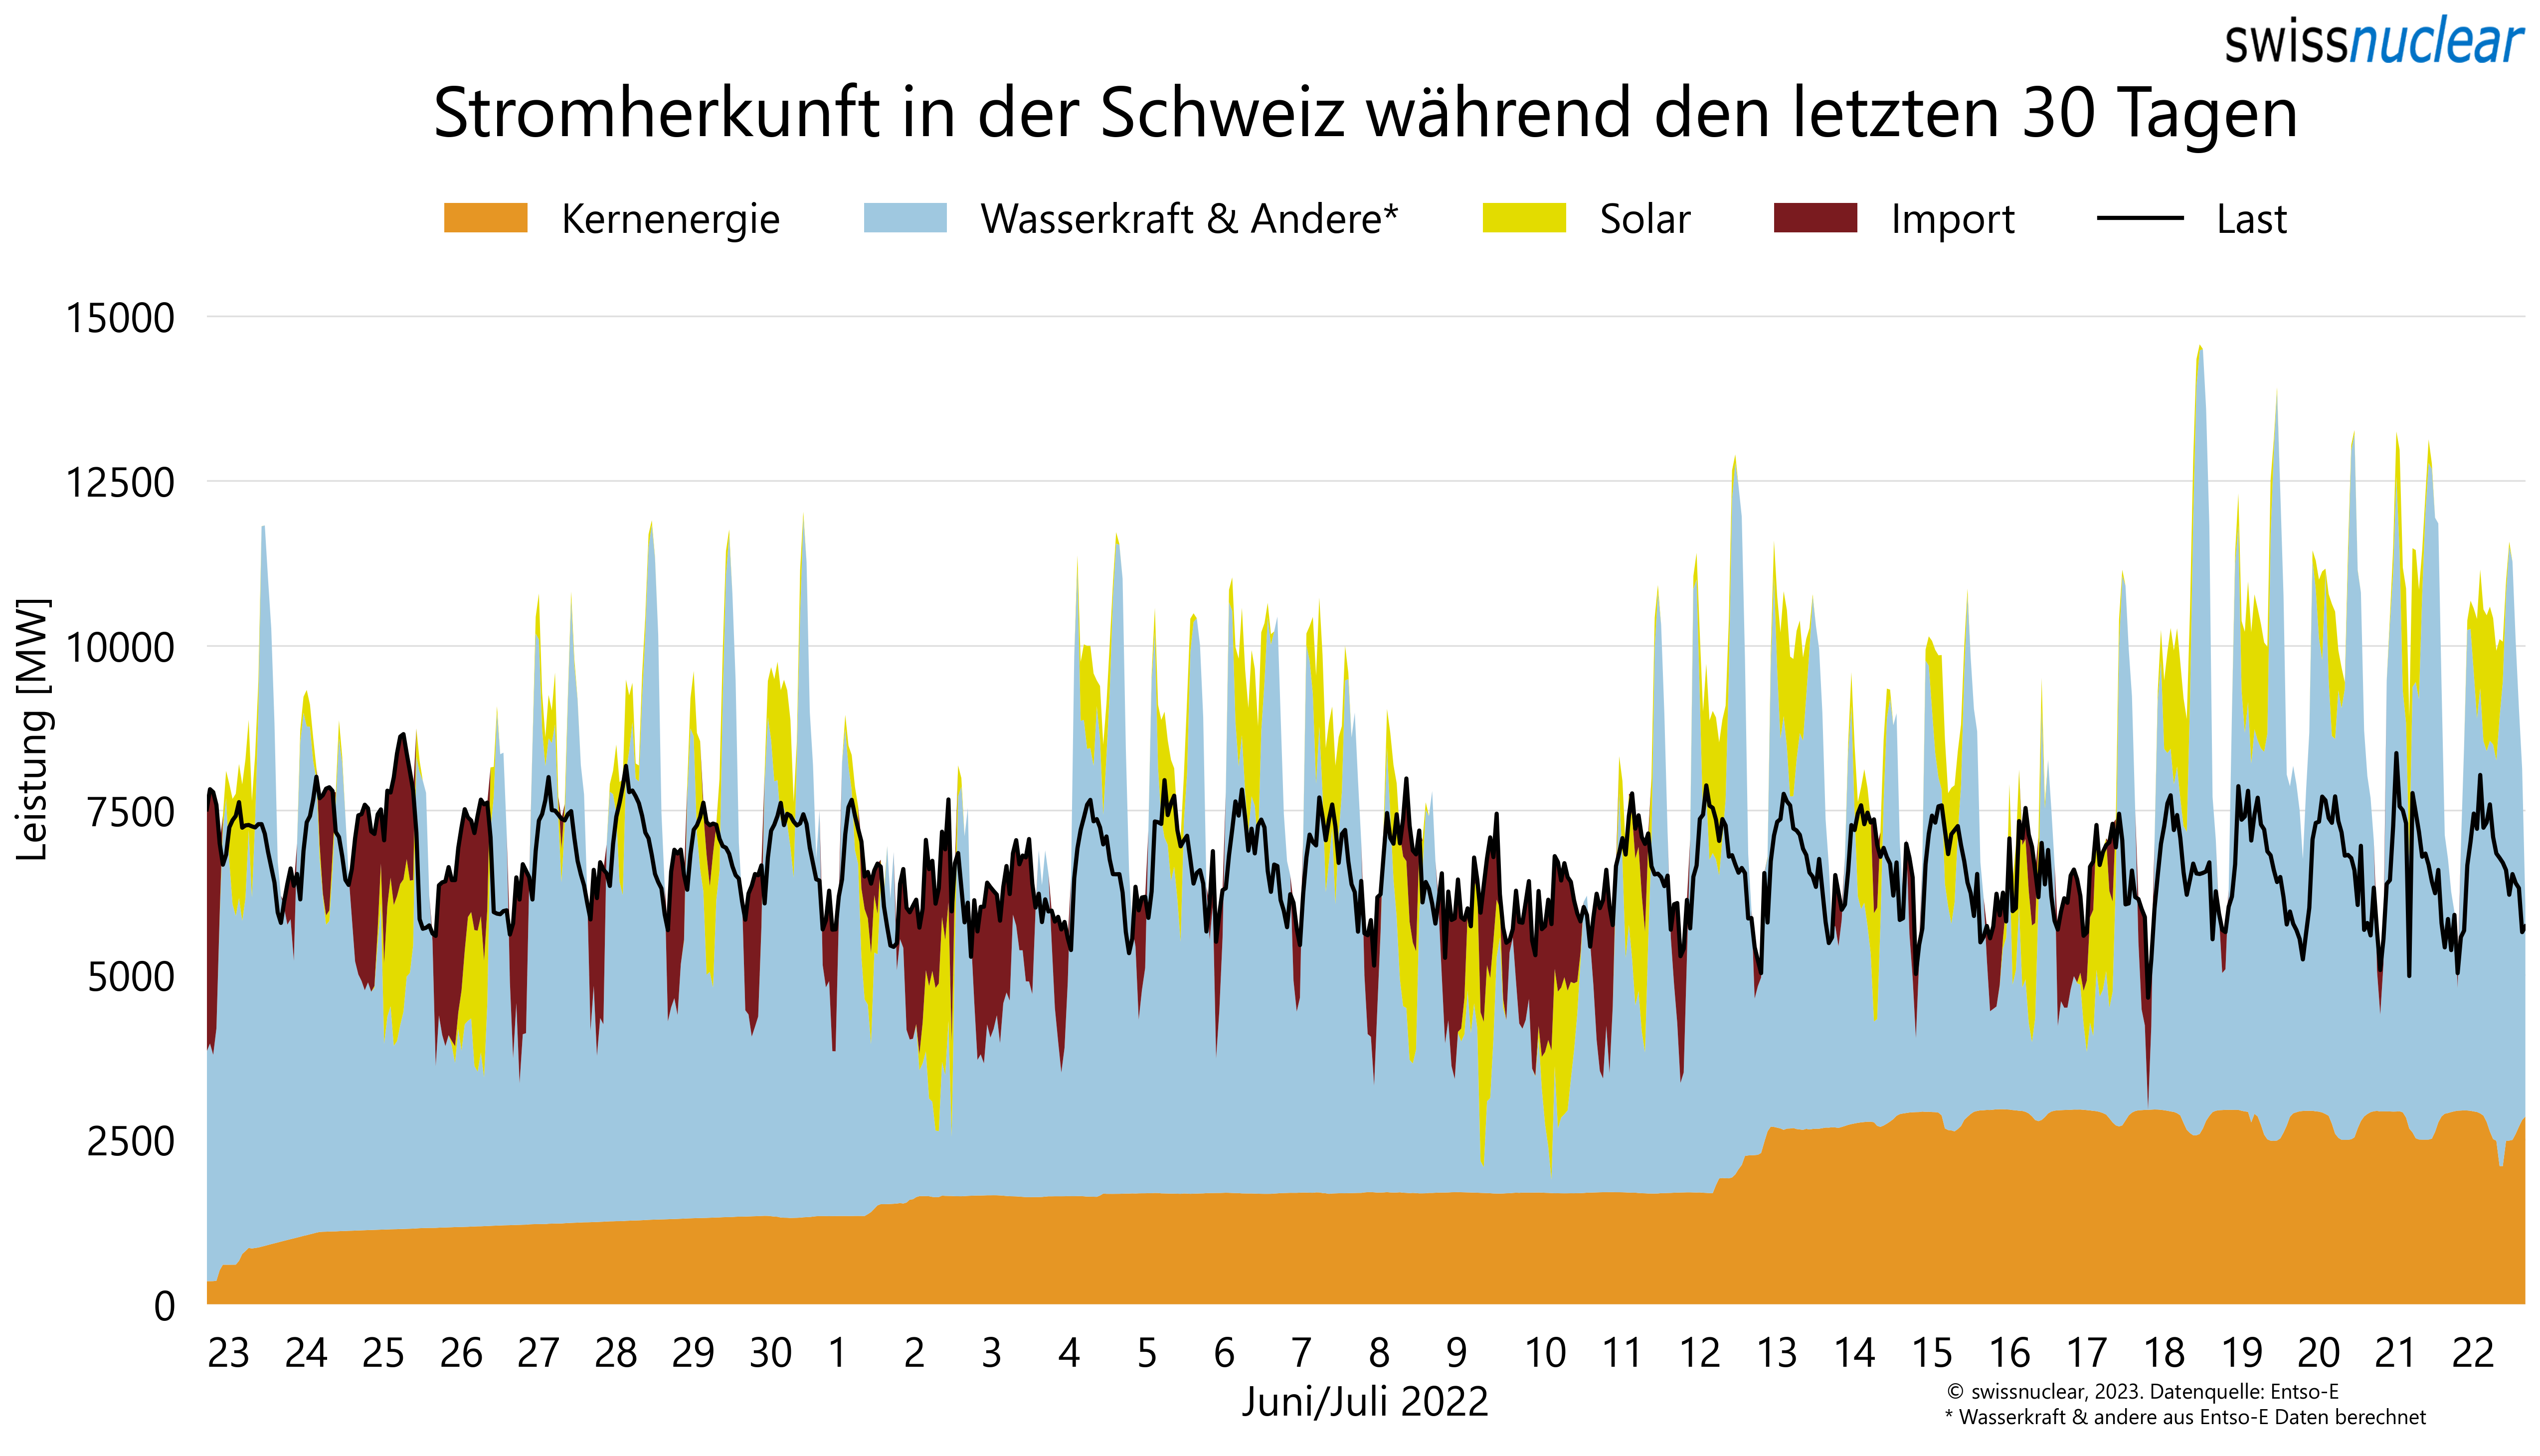 swissnuclear
Stromherkunft in der Schweiz während den letzten 30 Tagen
Kernenergie Wasserkraft & Andere* Solar Import Last
15000
12500
10000
7500
5000
2500
0
Leistung [MW]
23 24 25 26 27 28 29 30 1 2 3 4 5 6 7 8 9 10 11 12 13 14 15 16 17 18 19 20 21 22
Juni/Juli 2022
© swissnuclear, 2023. Datenquelle: Entso-E
* Wasserkraft & andere aus Entso-E Daten berechnet